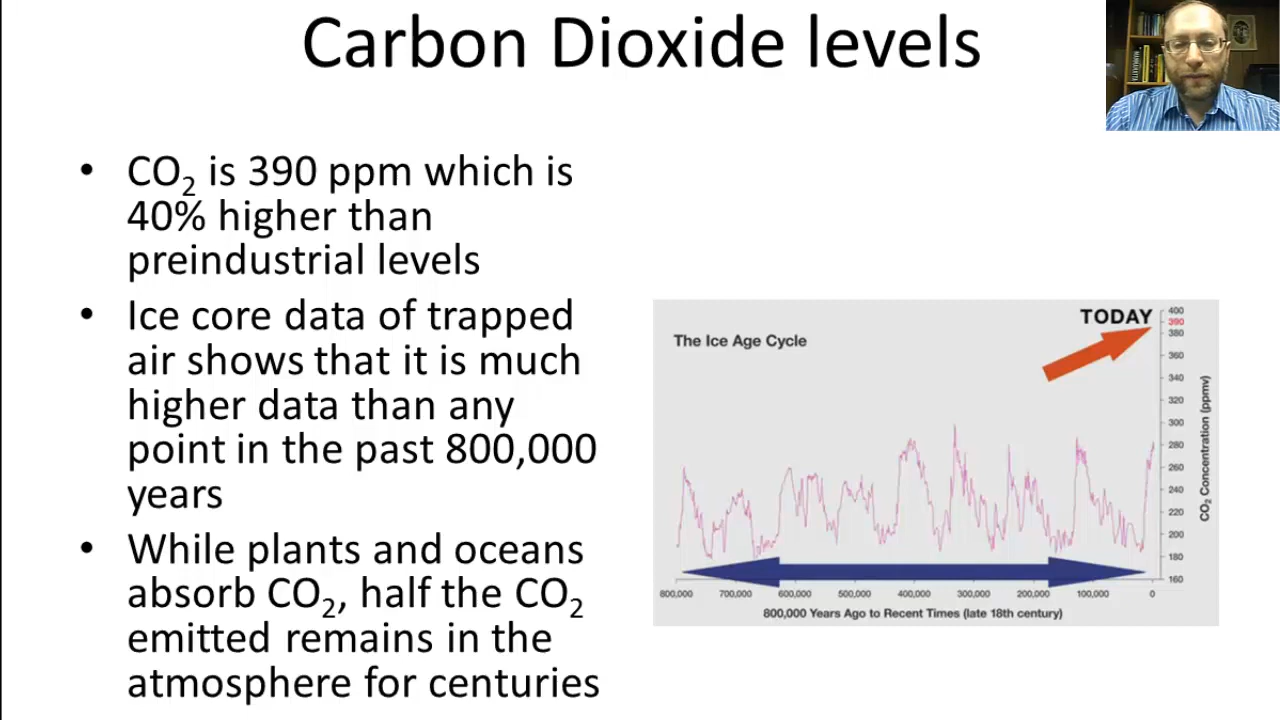 Carbon Dioxide levels
• CO₂ is 390 ppm which is
40% higher than
preindustrial levels
• Ice core data of trapped
air shows that it is much
higher data than any
point in the past 800,000
years
• While plants and oceans
absorb CO₂, half the CO₂
emitted remains in the
atmosphere for centuries
The Ice Age Cycle
TODAY
400
390
380
360
340
320
300
280
260
240
220
200
180
160
CO₂ Concentration (ppmv)
800,000 700,000 600,000 500,000 400,000 300,000 200,000 100,000 0
800,000 Years Ago to Recent Times (late 18th century)